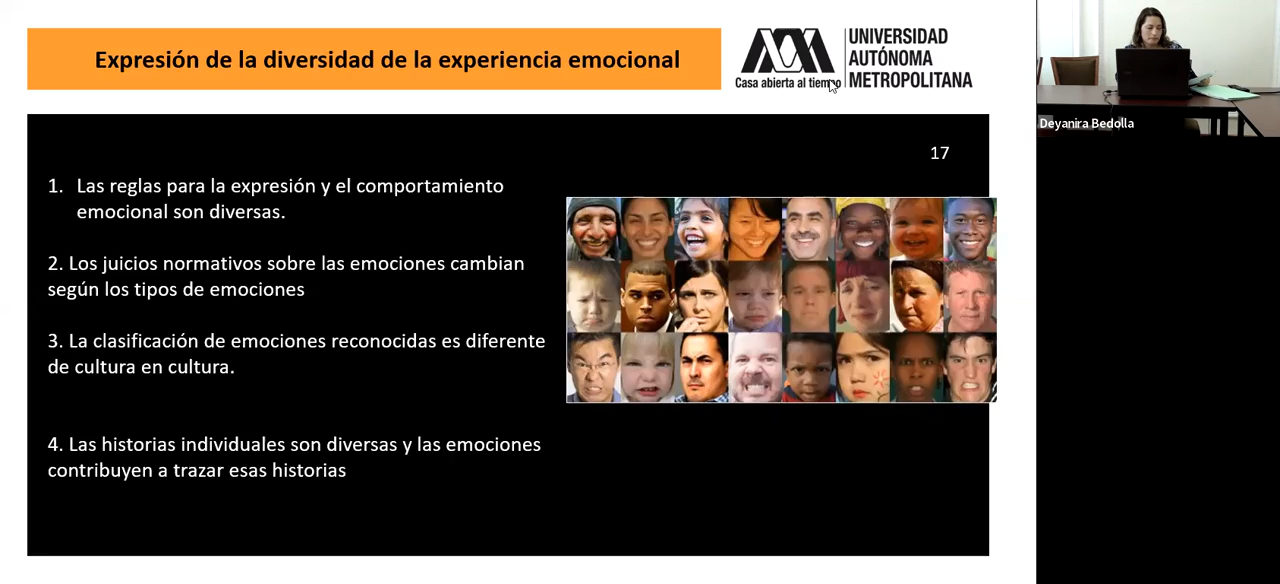 Expresión de la diversidad de la experiencia emocional
Casa abierta al tiempo
UNIVERSIDAD
AUTÓNOMA
METROPOLITANA
Deyanira Bedolla
17
1. Las reglas para la expresión y el comportamiento
emocional son diversas.
2. Los juicios normativos sobre las emociones cambian
según los tipos de emociones
3. La clasificación de emociones reconocidas es diferente
de cultura en cultura.
4. Las historias individuales son diversas y las emociones
contribuyen a trazar esas historias